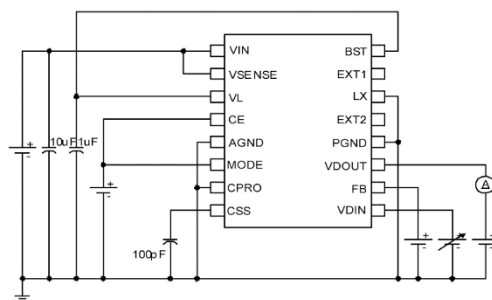 VIN
VSENSE
VL
CE
AGND
MODE
CPRO
CSS
BST
EXT1
LX
EXT2
PGND
VDOUT
FB
VDIN
10uF
1uF
100pF
A